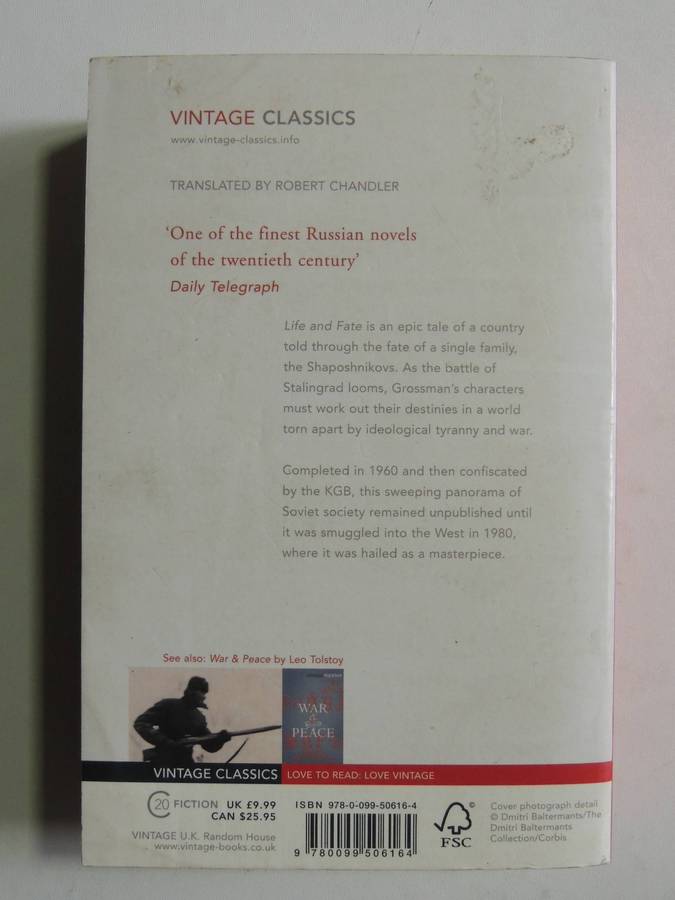 VINTAGE CLASSICS
www.vintage-classics.info
TRANSLATED BY ROBERT CHANDLER
‘One of the finest Russian novels
of the twentieth century’
Daily Telegraph
Life and Fate is an epic tale of a country
told through the fate of a single family,
the Shaposhnikovs. As the battle of
Stalingrad looms, Grossman's characters
must work out their destinies in a world
torn apart by ideological tyranny and war.
Completed in 1960 and then confiscated
by the KGB, this sweeping panorama of
Soviet society remained unpublished until
it was smuggled into the West in 1980,
where it was hailed as a masterpiece.
See also: War & Peace by Leo Tolstoy
WAR
&
PEACE
VINTAGE CLASSICS
LOVE TO READ: LOVE VINTAGE
C20 FICTION UK £9.99
CAN $25.95
VINTAGE U.K. Random House
www.vintage-books.co.uk
ISBN 978-0-099-50616-4
9 780099 506164
FSC
©
Cover photograph detail
© Dmitri Baltermants/The
Dmitri Baltermants
Collection/Corbis